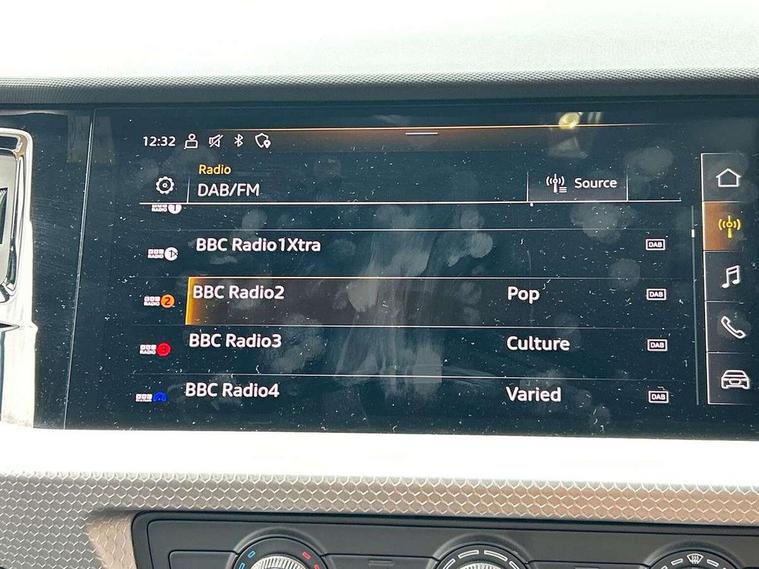 12:32
Radio
DAB/FM
Source
BBC Radio1Xtra
DAB
BBC Radio2
Pop
DAB
BBC Radio3
Culture
DAB
BBC Radio4
Varied
DAB